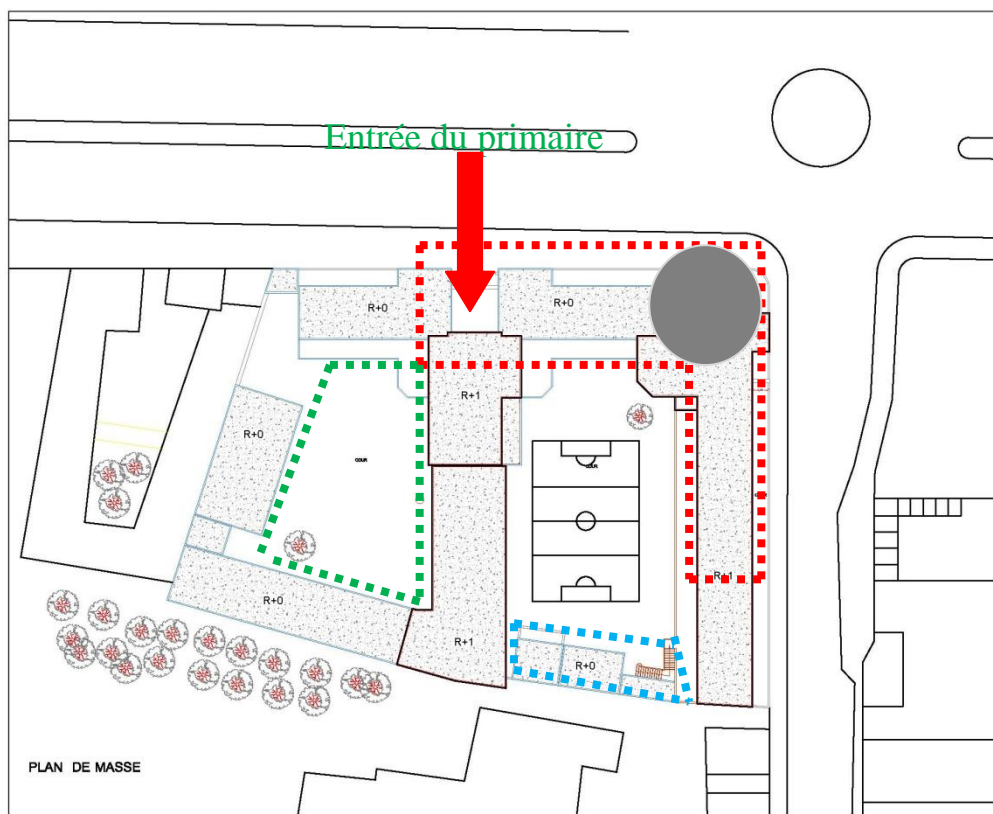 Entrée du primaire
R+0
R+0
R+1
R+0
COUR
COUR
R+1
R+0
R+1
R+0
PLAN DE MASSE